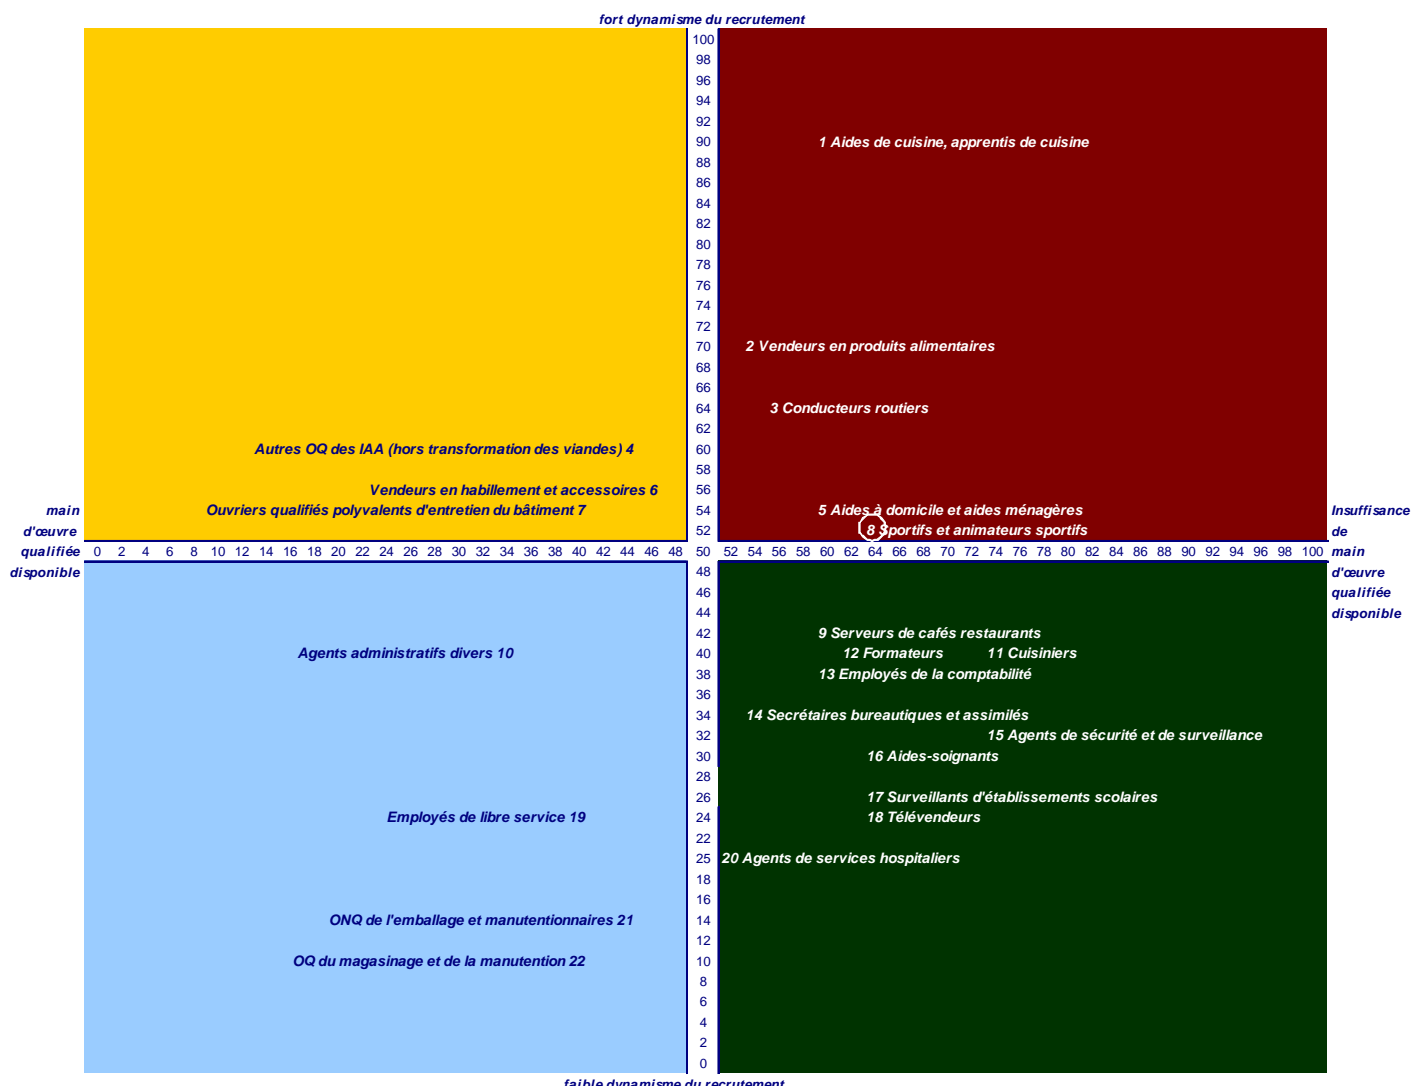 fort dynamisme du recrutement
100
98
96
94
92
90 1 Aides de cuisine, apprentis de cuisine
88
86
84
82
80
78
76
74
72
70 2 Vendeurs en produits alimentaires
68
66
64 3 Conducteurs routiers
62
Autres OQ des IAA (hors transformation des viandes) 4 60
58
Vendeurs en habillement et accessoires 6 56
main Ouvriers qualifiés polyvalents d'entretien du bâtiment 7 54 5 Aides à domicile et aides ménagères Insuffisance
d'œuvre 52 8 Sportifs et animateurs sportifs de
qualifiée 0 2 4 6 8 10 12 14 16 18 20 22 24 26 28 30 32 34 36 38 40 42 44 46 48 50 52 54 56 58 60 62 64 66 68 70 72 74 76 78 80 82 84 86 88 90 92 94 96 98 100 main
disponible 48 d'œuvre
46 qualifiée
44 disponible
42 9 Serveurs de cafés restaurants
Agents administratifs divers 10 40 12 Formateurs 11 Cuisiniers
38 13 Employés de la comptabilité
36
34 14 Secrétaires bureautiques et assimilés
32 15 Agents de sécurité et de surveillance
30 16 Aides-soignants
28
26 17 Surveillants d'établissements scolaires
Employés de libre service 19 24 18 Télévendeurs
22
25 20 Agents de services hospitaliers
18
16
ONQ de l'emballage et manutentionnaires 21 14
12
OQ du magasinage et de la manutention 22 10
8
6
4
2
0
faible dynamisme du recrutement